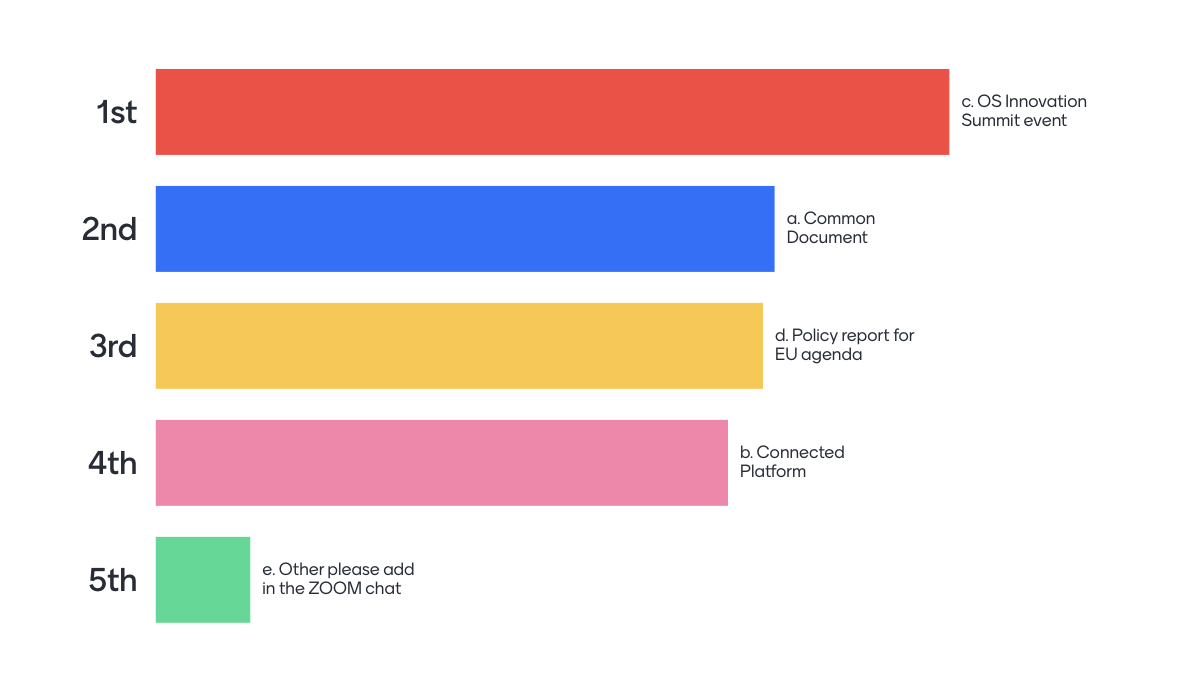 1st
c. OS Innovation
Summit event
2nd
a. Common
Document
3rd
d. Policy report for
EU agenda
4th
b. Connected
Platform
5th
e. Other please add
in the ZOOM chat